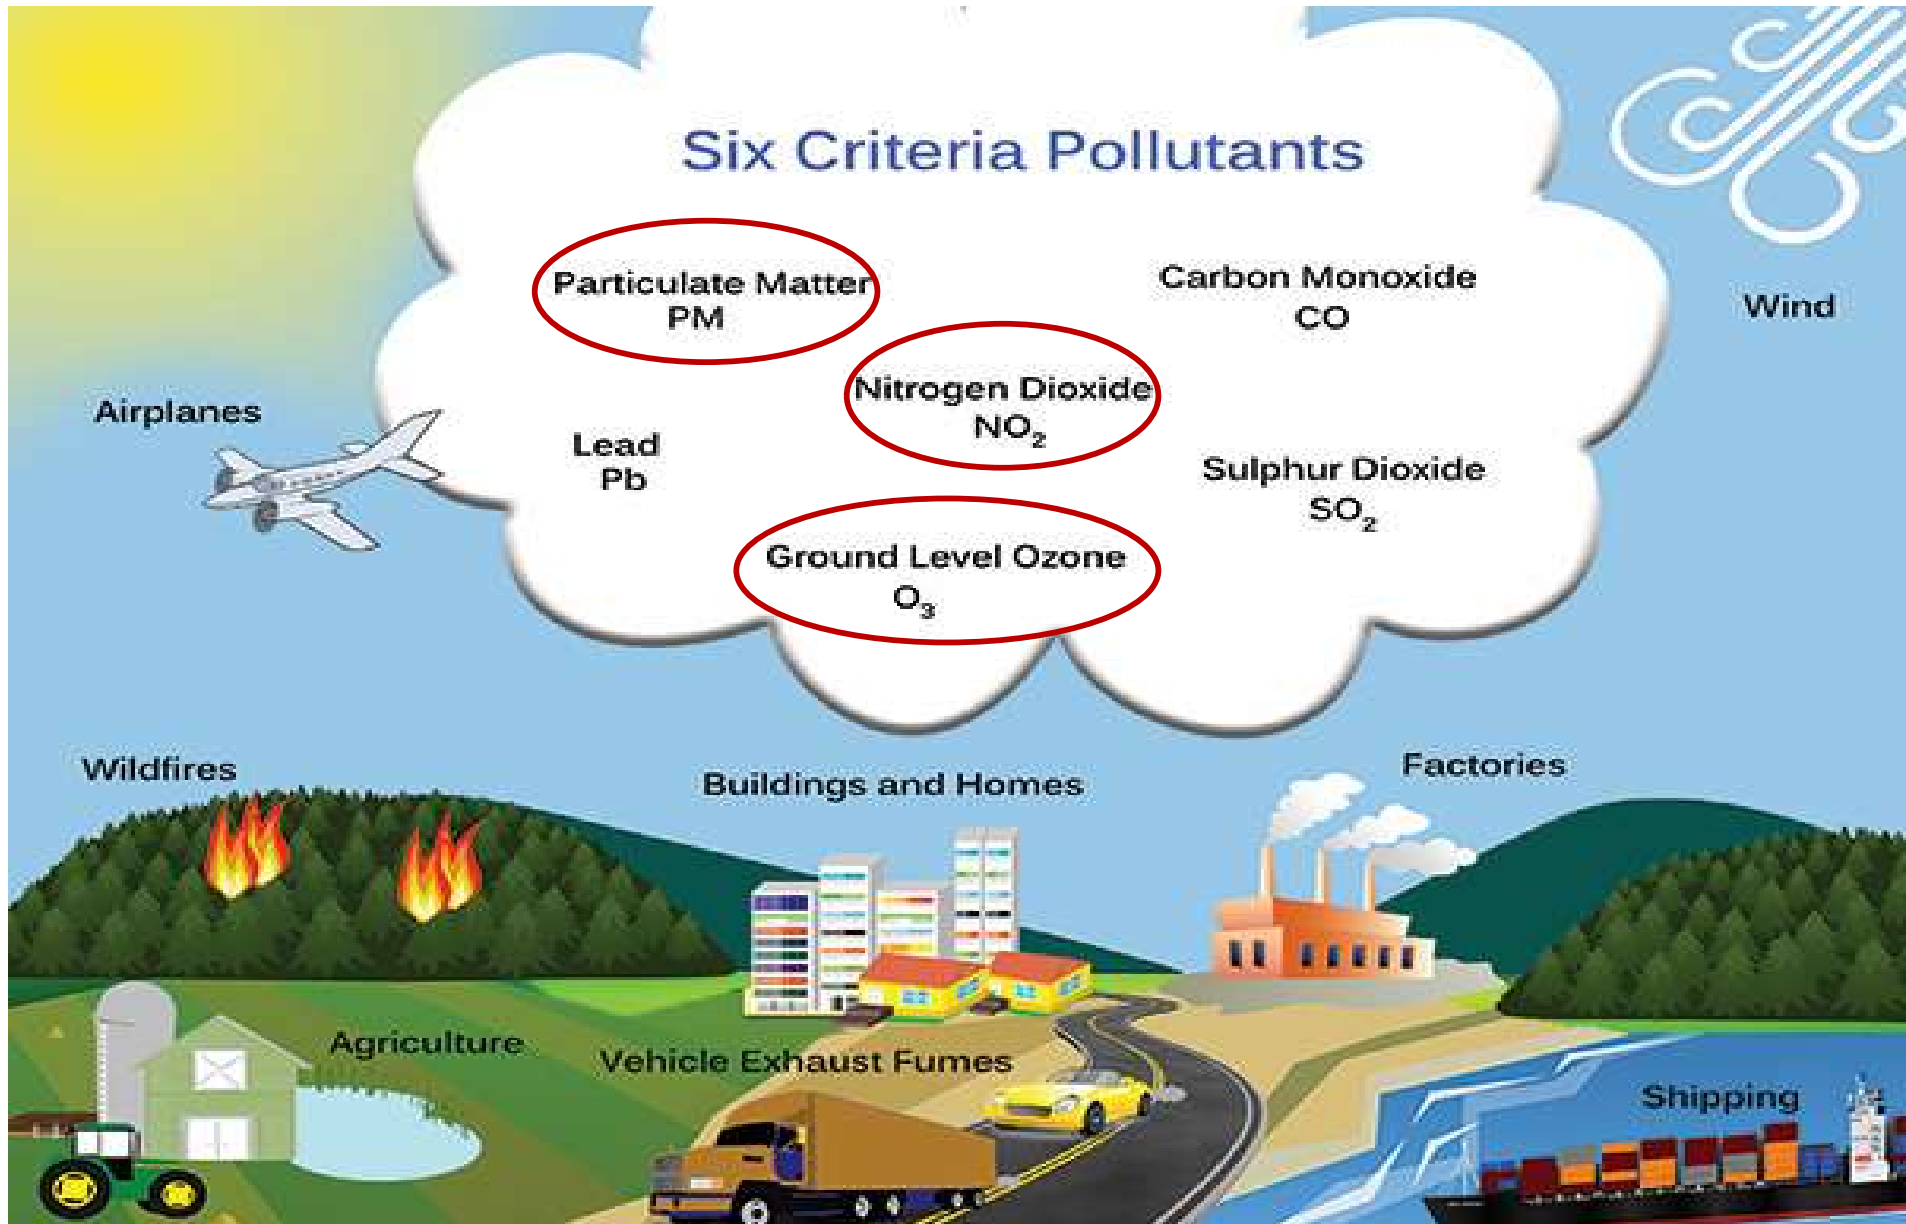 Six Criteria Pollutants
Particulate Matter
PM
Carbon Monoxide
CO
Wind
Nitrogen Dioxide
NO₂
Airplanes
Lead
Pb
Sulphur Dioxide
SO₂
Ground Level Ozone
O₃
Wildfires
Buildings and Homes
Factories
Agriculture
Vehicle Exhaust Fumes
Shipping